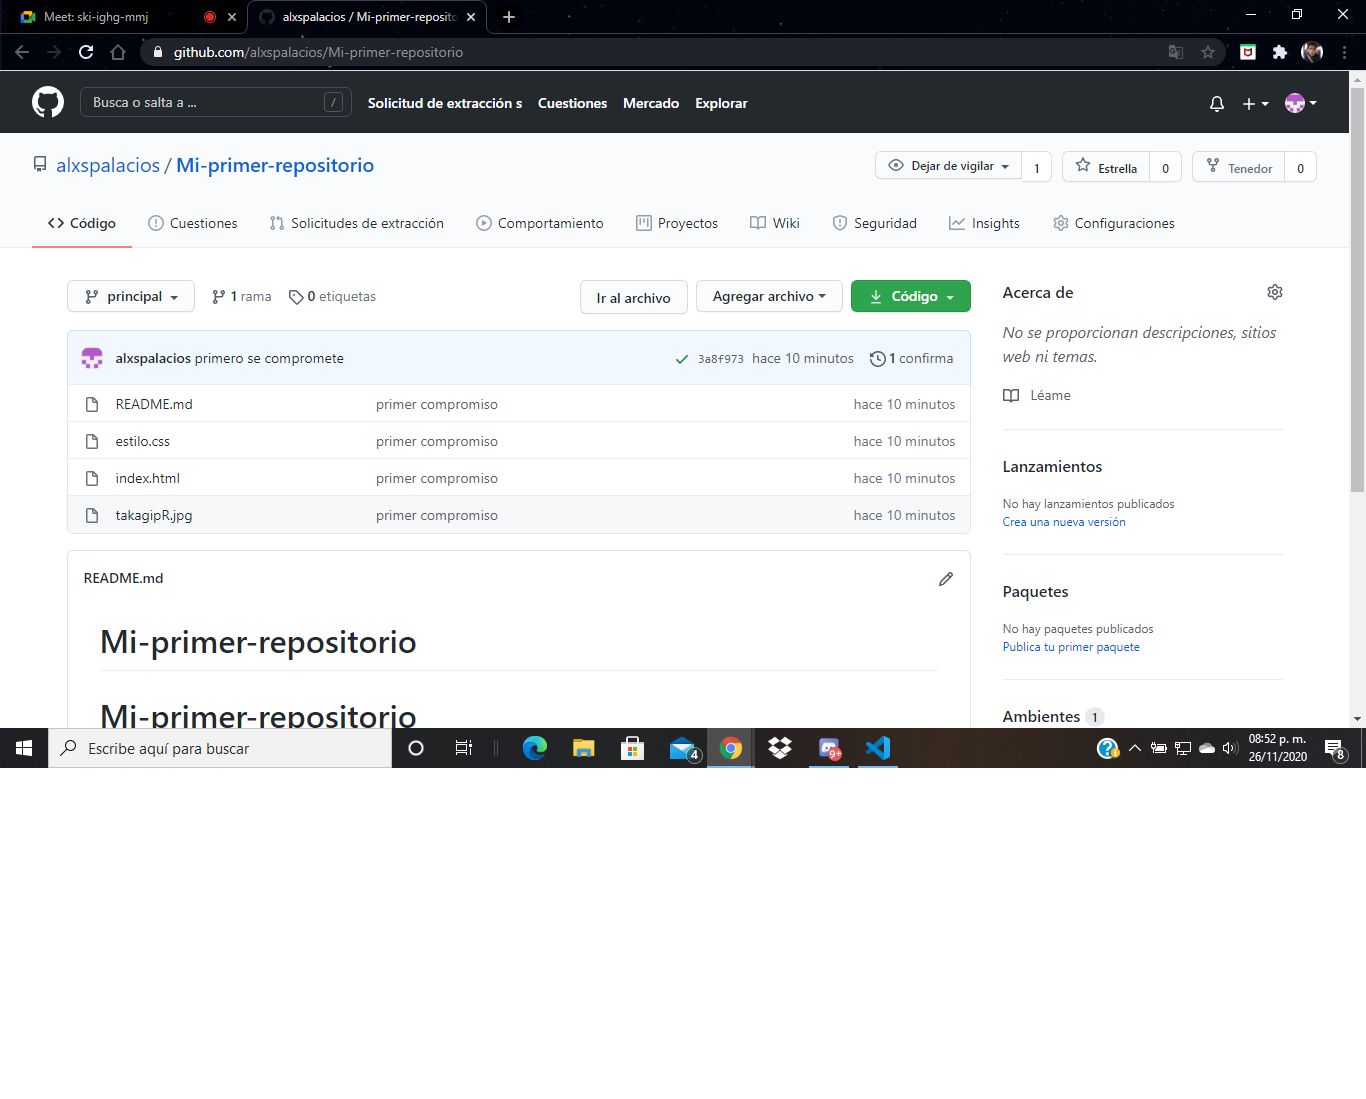 Meet: ski-ighg-mmj
alxspalacios / Mi-primer-reposito
github.com/alxspalacios/Mi-primer-repositorio
Busca o salta a ... /
Solicitud de extracción s Cuestiones Mercado Explorar
alxspalacios / Mi-primer-repositorio
Dejar de vigilar 1 Estrella 0 Tenedor 0
Código Cuestiones Solicitudes de extracción Comportamiento Proyectos Wiki Seguridad Insights Configuraciones
principal 1 rama 0 etiquetas Ir al archivo Agregar archivo Código
alxspalacios primero se compromete 3a8f973 hace 10 minutos 1 confirma
README.md primer compromiso hace 10 minutos
estilo.css primer compromiso hace 10 minutos
index.html primer compromiso hace 10 minutos
takagipR.jpg primer compromiso hace 10 minutos
README.md
Mi-primer-repositorio
Mi-primer-repositorio
Acerca de
No se proporcionan descripciones, sitios
web ni temas.
Léame
Lanzamientos
No hay lanzamientos publicados
Crea una nueva versión
Paquetes
No hay paquetes publicados
Publica tu primer paquete
Ambientes 1
Escribe aquí para buscar
4
9+
08:52 p. m.
26/11/2020
8